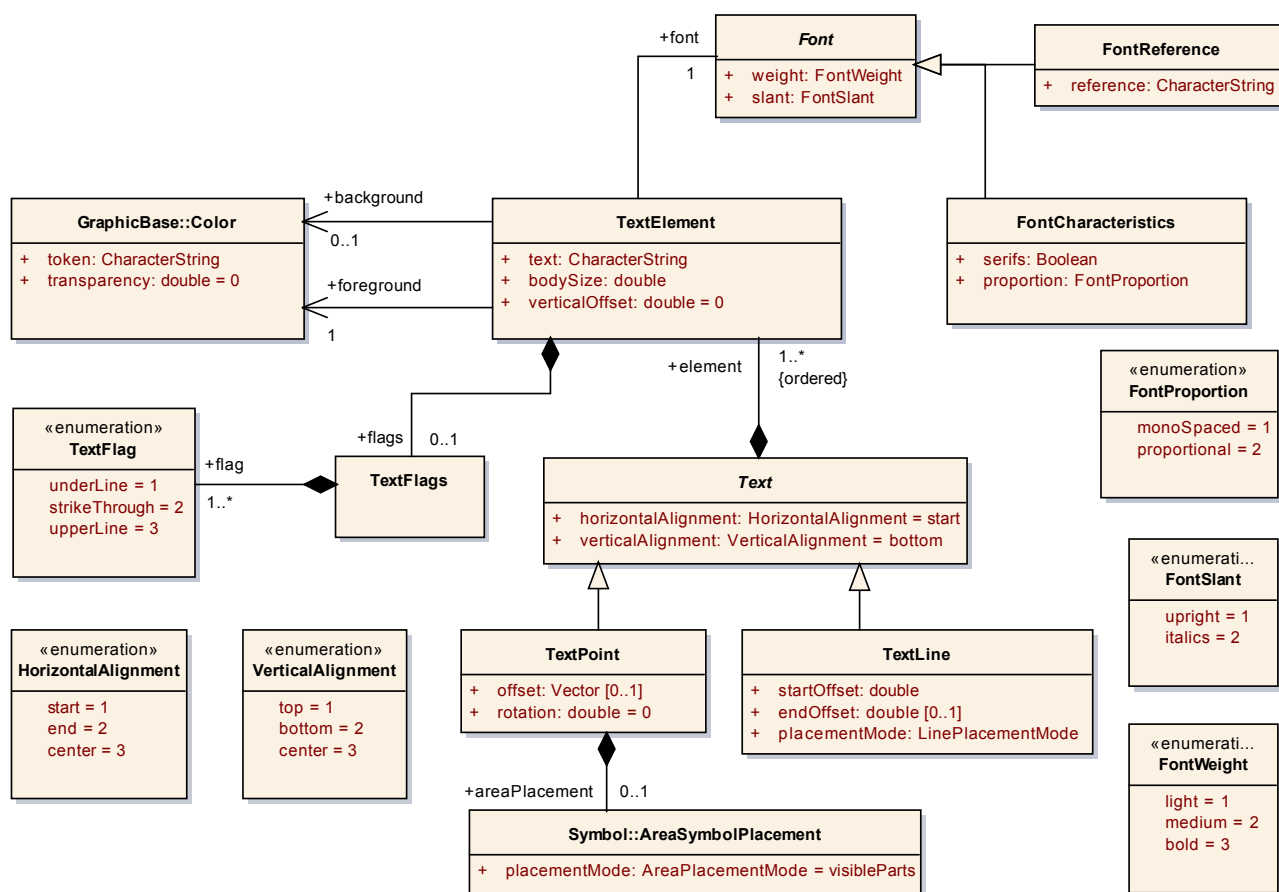 +font
1
Font
+ weight: FontWeight
+ slant: FontSlant
FontReference
+ reference: CharacterString
GraphicBase::Color
+ token: CharacterString
+ transparency: double = 0
+background
0..1
+foreground
1
TextElement
+ text: CharacterString
+ bodySize: double
+ verticalOffset: double = 0
FontCharacteristics
+ serifs: Boolean
+ proportion: FontProportion
+element
1..*
{ordered}
«enumeration»
FontProportion
monoSpaced = 1
proportional = 2
«enumeration»
TextFlag
underLine = 1
strikeThrough = 2
upperLine = 3
+flag
1..*
+flags
0..1
TextFlags
Text
+ horizontalAlignment: HorizontalAlignment = start
+ verticalAlignment: VerticalAlignment = bottom
«enumerati...
FontSlant
upright = 1
italics = 2
«enumeration»
HorizontalAlignment
start = 1
end = 2
center = 3
«enumeration»
VerticalAlignment
top = 1
bottom = 2
center = 3
TextPoint
+ offset: Vector [0..1]
+ rotation: double = 0
TextLine
+ startOffset: double
+ endOffset: double [0..1]
+ placementMode: LinePlacementMode
«enumerati...
FontWeight
light = 1
medium = 2
bold = 3
+areaPlacement
0..1
Symbol::AreaSymbolPlacement
+ placementMode: AreaPlacementMode = visibleParts